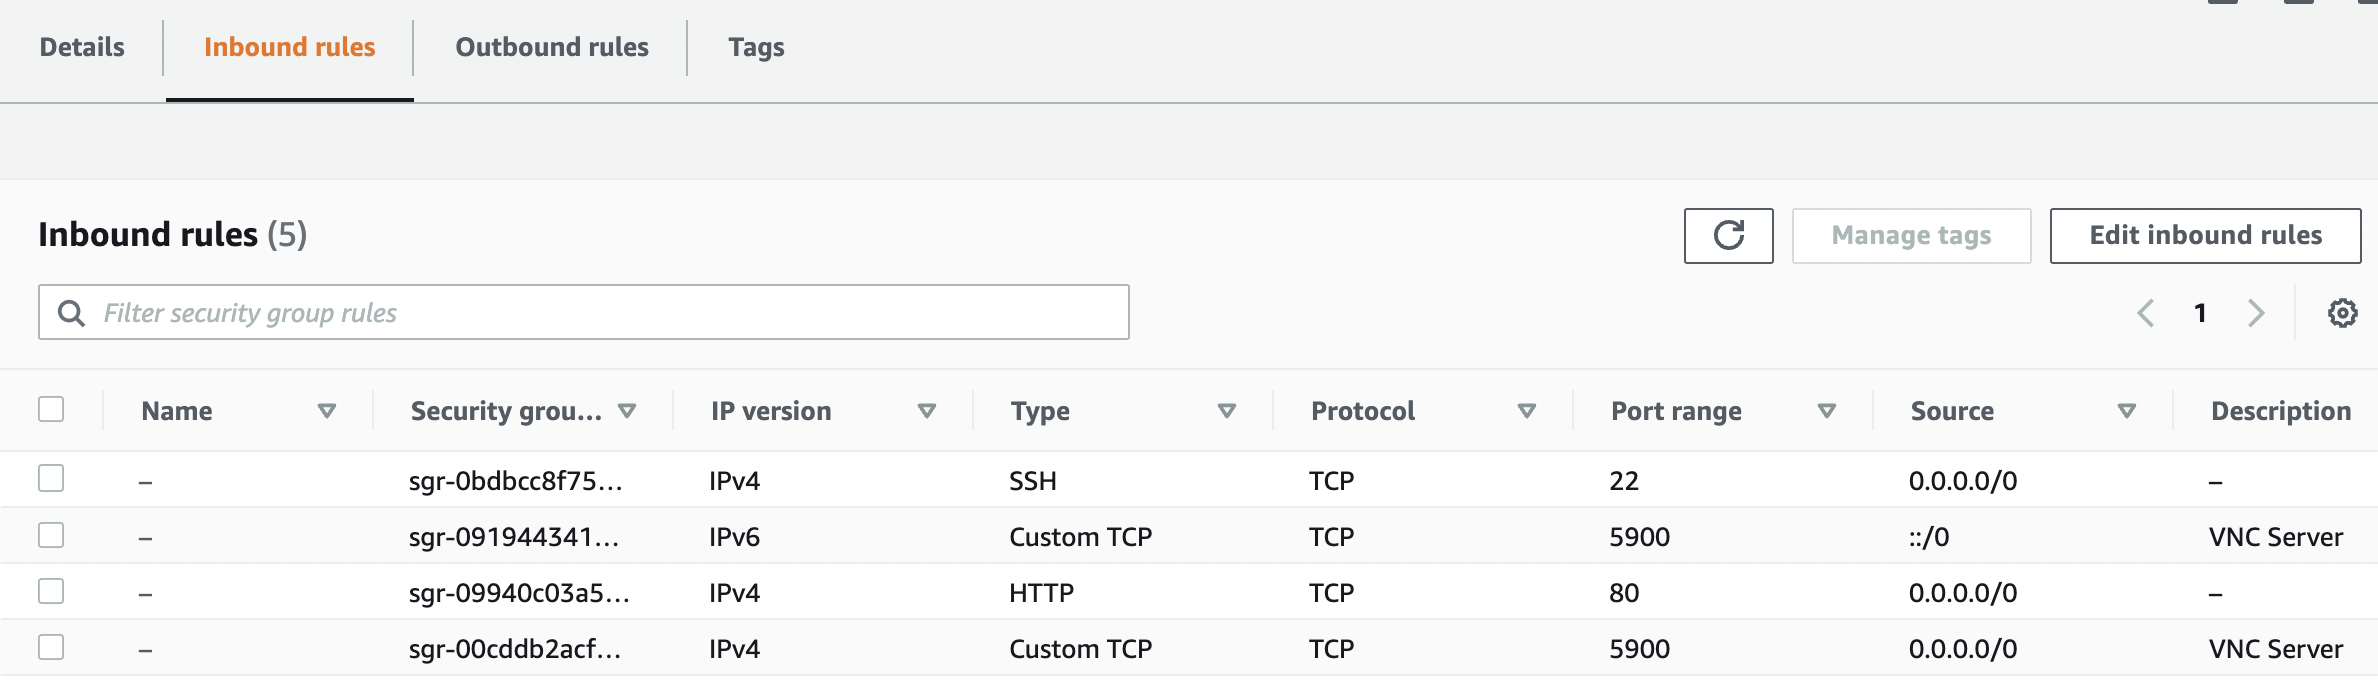 Details Inbound rules Outbound rules Tags
Inbound rules (5) Manage tags Edit inbound rules
Filter security group rules 1
Name Security grou... IP version Type Protocol Port range Source Description
– sgr-0bdbcc8f75... IPv4 SSH TCP 22 0.0.0.0/0 –
– sgr-091944341... IPv6 Custom TCP TCP 5900 ::/0 VNC Server
– sgr-09940c03a5... IPv4 HTTP TCP 80 0.0.0.0/0 –
– sgr-00cddb2acf... IPv4 Custom TCP TCP 5900 0.0.0.0/0 VNC Server